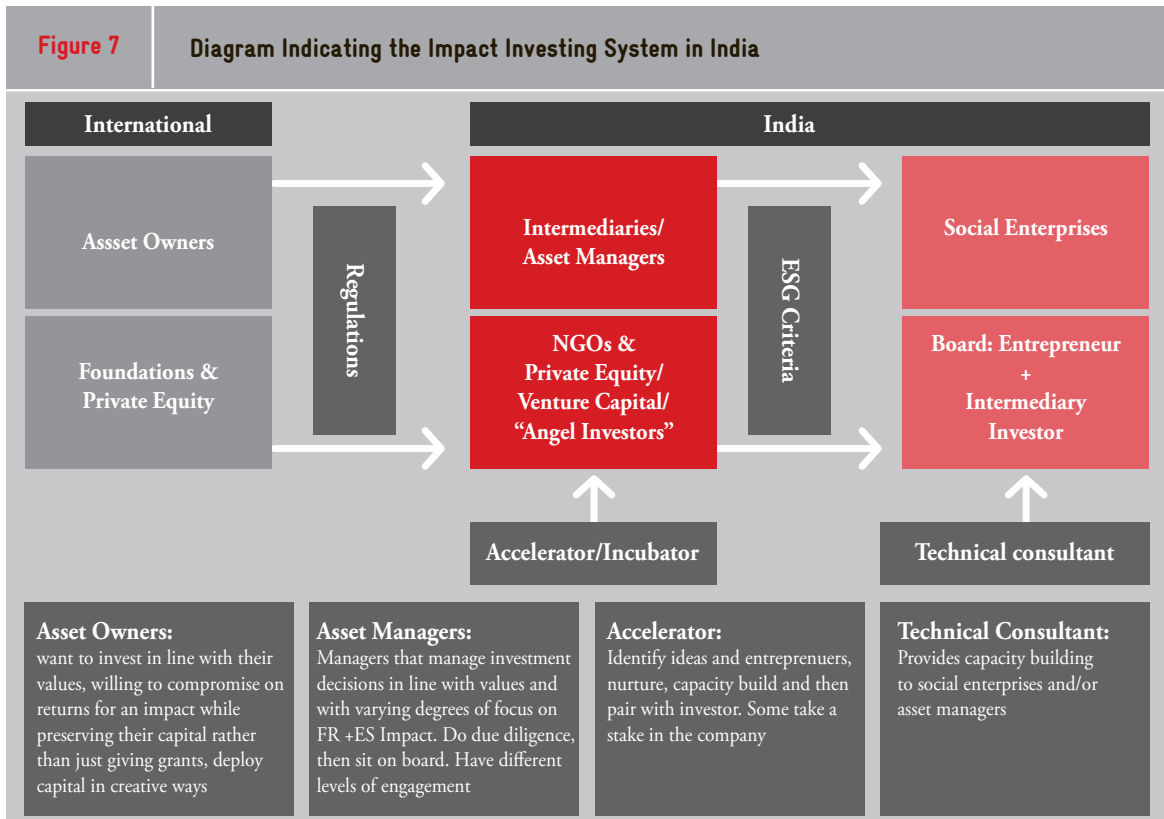 Figure 7
Diagram Indicating the Impact Investing System in India
International
India
Assset Owners
Regulations
Intermediaries/
Asset Managers
ESG Criteria
Social Enterprises
Foundations &
Private Equity
NGOs &
Private Equity/
Venture Capital/
“Angel Investors”
Board: Entrepreneur
+
Intermediary
Investor
Accelerator/Incubator
Technical consultant
Asset Owners:
want to invest in line with their
values, willing to compromise on
returns for an impact while
preserving their capital rather
than just giving grants, deploy
capital in creative ways
Asset Managers:
Managers that manage investment
decisions in line with values and
with varying degrees of focus on
FR +ES Impact. Do due diligence,
then sit on board. Have different
levels of engagement
Accelerator:
Identify ideas and entreprenuers,
nurture, capacity build and then
pair with investor. Some take a
stake in the company
Technical Consultant:
Provides capacity building
to social enterprises and/or
asset managers